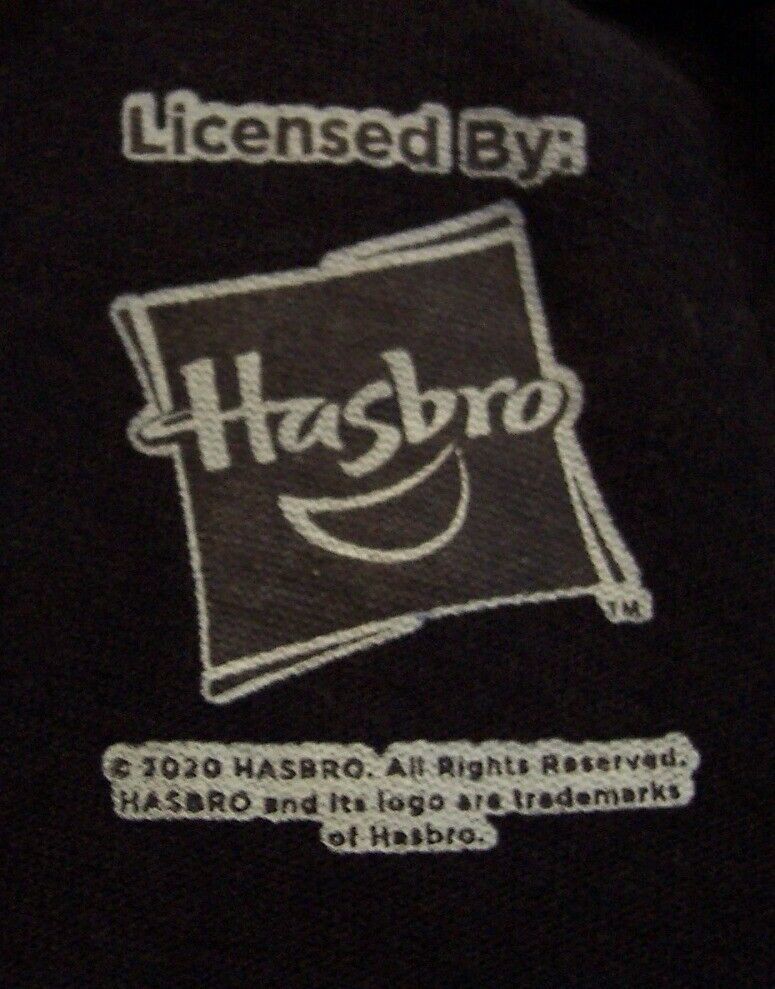 Licensed By:
Hasbro
TM
© 2020 HASBRO. All Rights Reserved.
HASBRO and its logo are trademarks
of Hasbro.